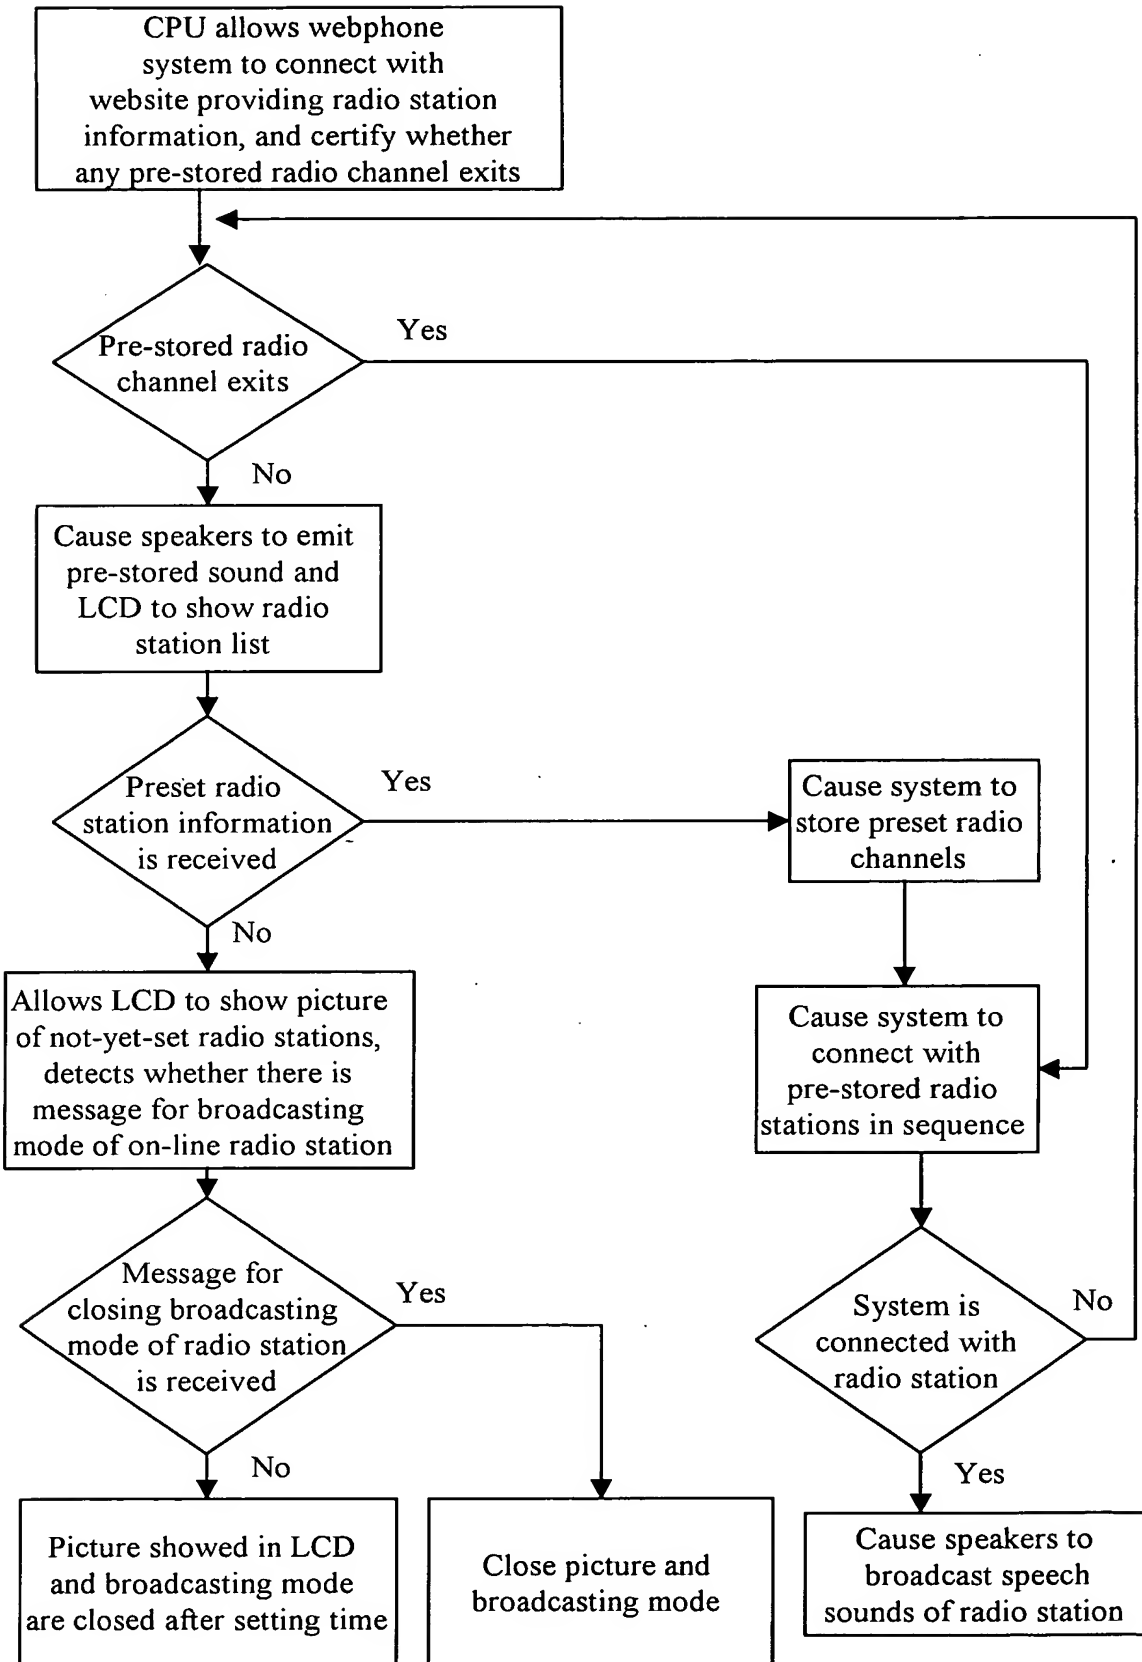 CPU allows webphone
system to connect with
website providing radio station
information, and certify whether
any pre-stored radio channel exits
Yes
Pre-stored radio
channel exits
No
Cause speakers to emit
pre-stored sound and
LCD to show radio
station list
Preset radio
station information
is received
Yes
Cause system to
store preset radio
channels
No
Allows LCD to show picture
of not-yet-set radio stations,
detects whether there is
message for broadcasting
mode of on-line radio station
Cause system to
connect with
pre-stored radio
stations in sequence
Message for
closing broadcasting
mode of radio station
is received
Yes
System is
connected with
radio station
No
No
Yes
Picture showed in LCD
and broadcasting mode
are closed after setting time
Close picture and
broadcasting mode
Cause speakers to
broadcast speech
sounds of radio station